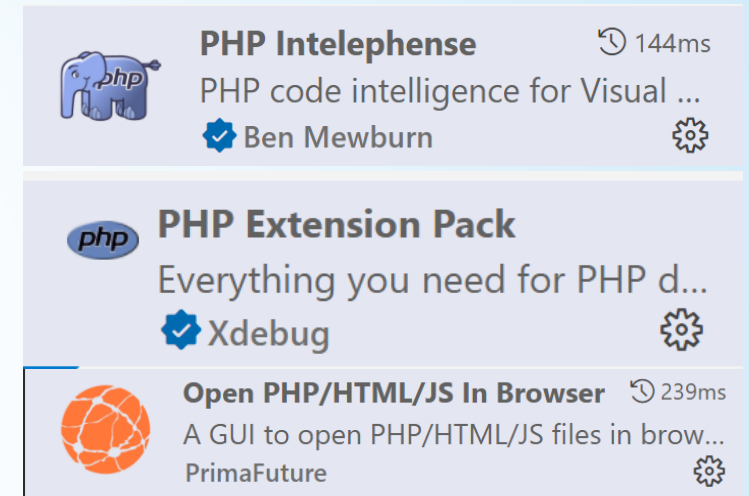 php
PHP Intelephense 144ms
PHP code intelligence for Visual ...
Ben Mewburn
php
PHP Extension Pack
Everything you need for PHP d...
Xdebug
Open PHP/HTML/JS In Browser 239ms
A GUI to open PHP/HTML/JS files in brow...
PrimaFuture